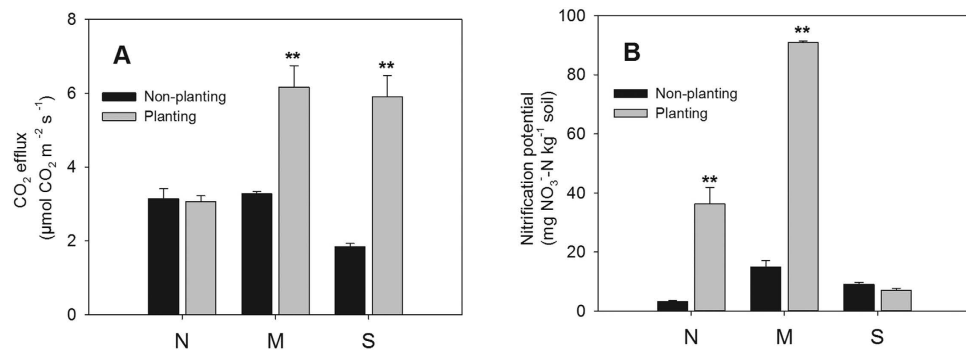 A
Non-planting
Planting
**
**
CO₂ efflux
(µmol CO₂ m⁻² s⁻¹)
8
6
4
2
0
N M S
B
Non-planting
Planting
**
**
Nitrification potential
(mg NO₃⁻-N kg⁻¹ soil)
100
80
60
40
20
0
N M S